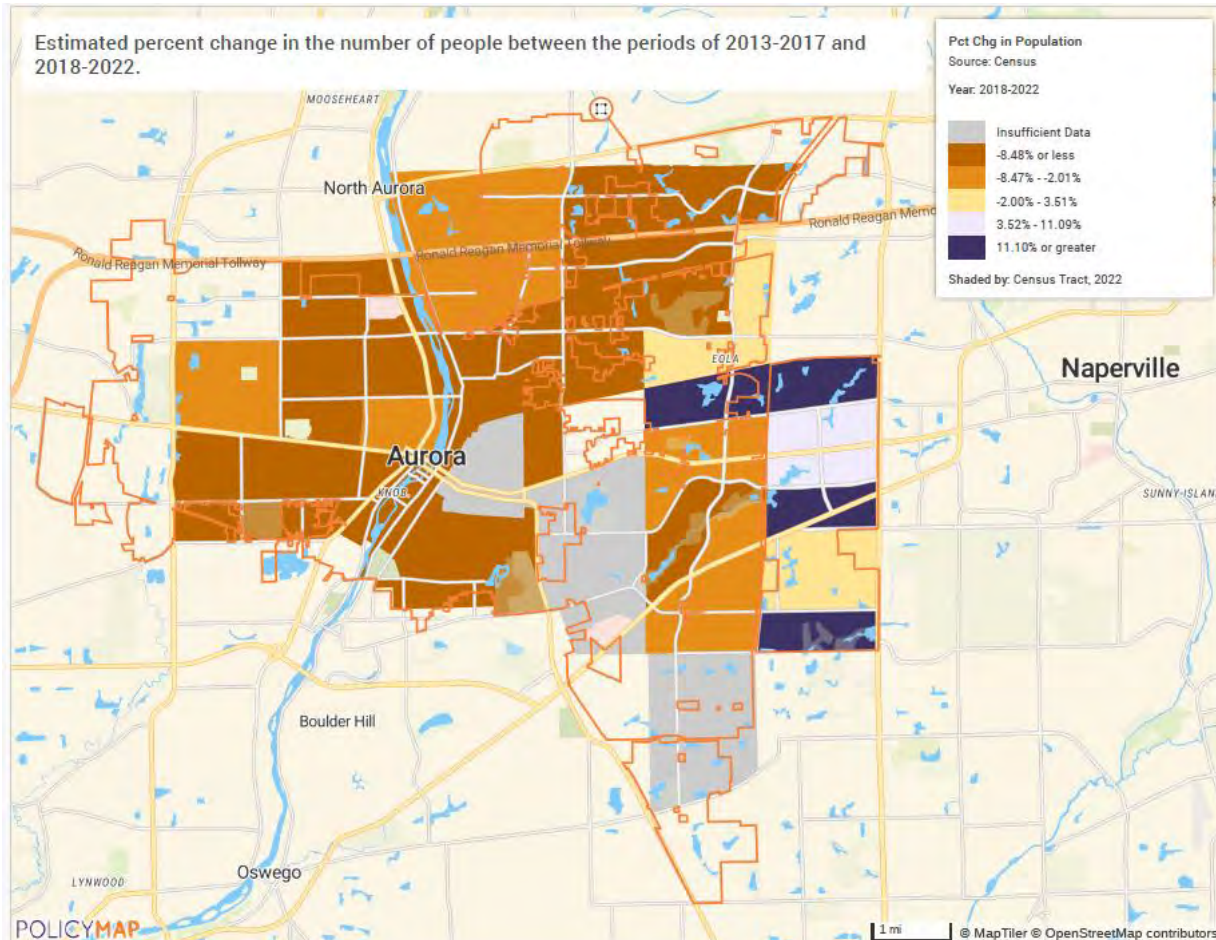 Estimated percent change in the number of people between the periods of 2013-2017 and
2018-2022.
Pct Chg in Population
Source: Census
Year: 2018-2022
Insufficient Data
-8.48% or less
-8.47% - -2.01%
-2.00% - 3.51%
3.52% - 11.09%
11.10% or greater
Shaded by: Census Tract, 2022
MOOSEHEART
North Aurora
Ronald Reagan Memo
R
Ronald Reagan Memorial Tollway
Ronald Reagan Memorial Tollway
EOLA
Naperville
Aurora
KNOB
SUNNY ISLAND
Boulder Hill
Oswego
LYNWOOD
POLICYMAP
1 mi
© MapTiler © OpenStreetMap contributors